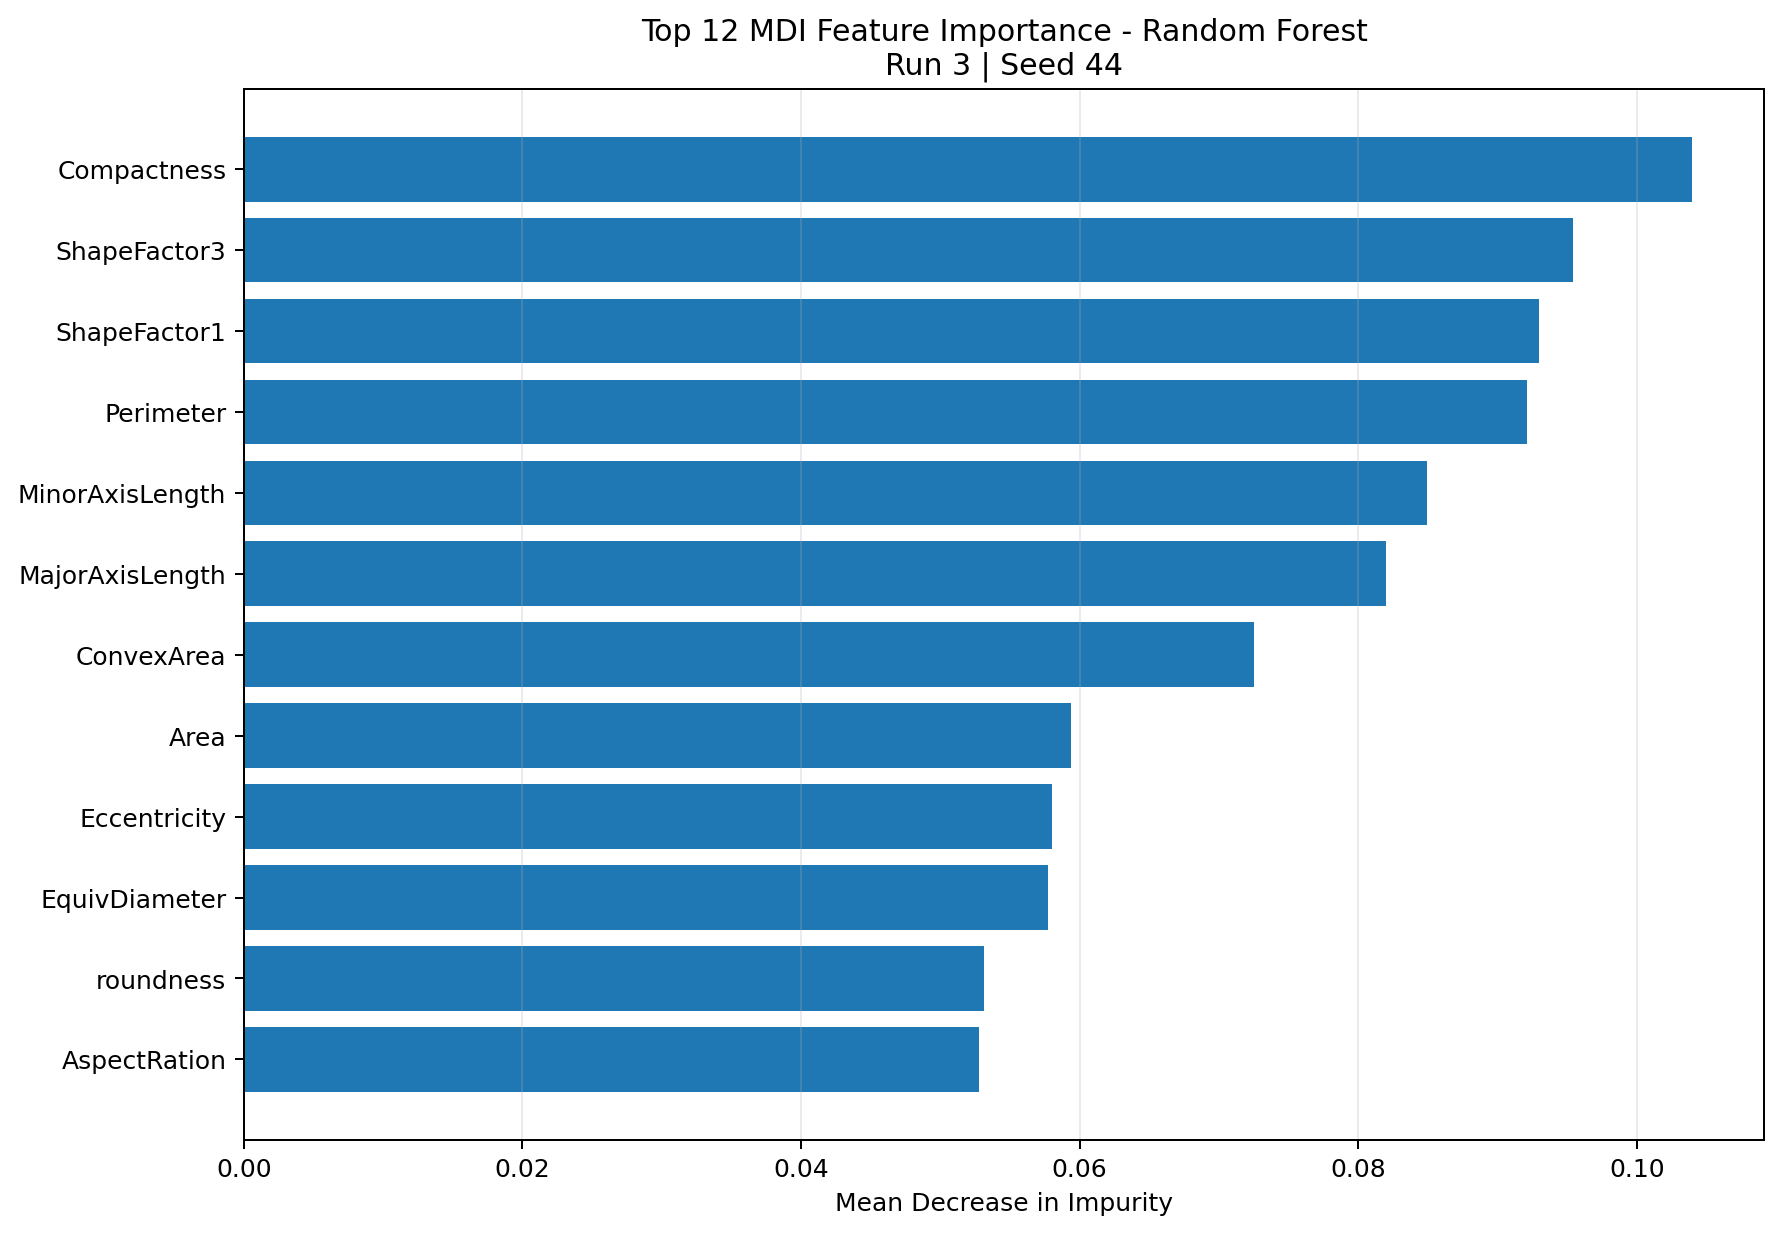 Top 12 MDI Feature Importance - Random Forest
Run 3 | Seed 44
Compactness
ShapeFactor3
ShapeFactor1
Perimeter
MinorAxisLength
MajorAxisLength
ConvexArea
Area
Eccentricity
EquivDiameter
roundness
AspectRation
0.00 0.02 0.04 0.06 0.08 0.10
Mean Decrease in Impurity